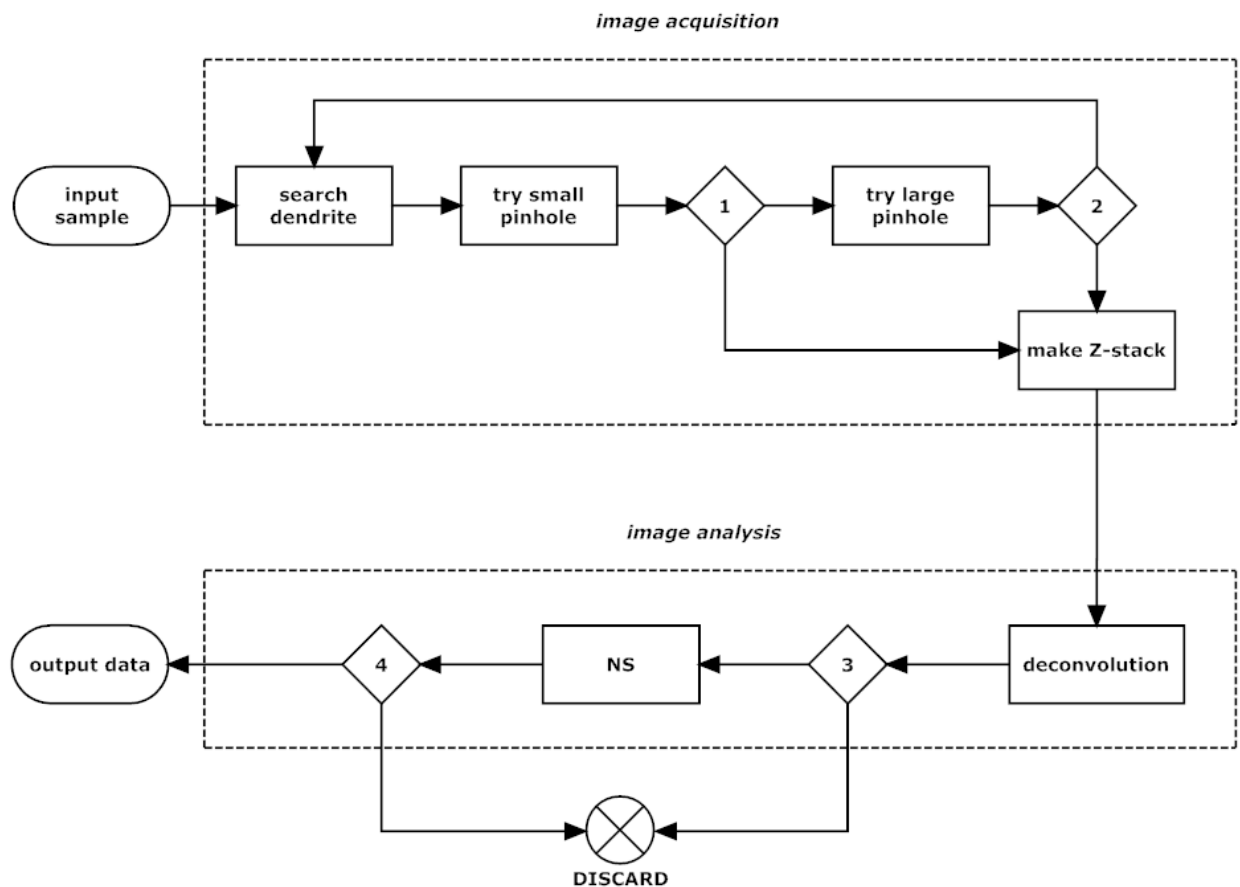 image acquisition
input
sample
search
dendrite
try small
pinhole
1
try large
pinhole
2
make Z-stack
image analysis
output data
4
NS
3
deconvolution
DISCARD